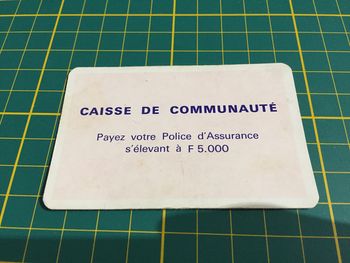 CAISSE DE COMMUNAUTÉ
Payez votre Police d'Assurance
s'élevant à F 5.000